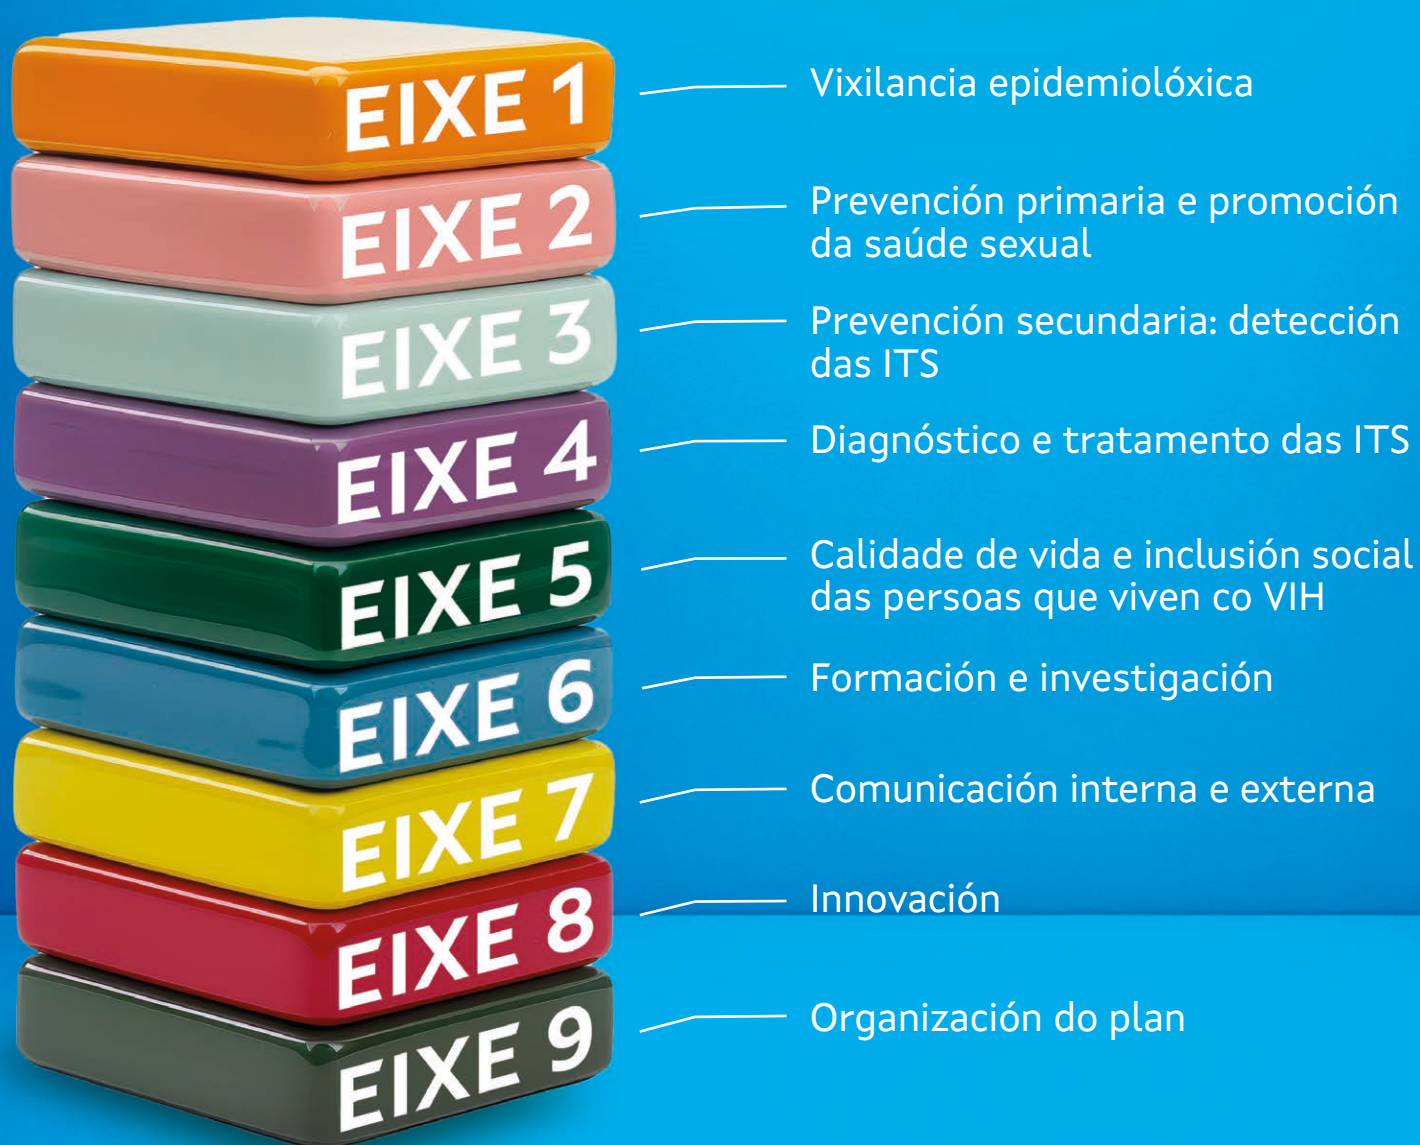 EIXE 1
Vixilancia epidemiolóxica
EIXE 2
Prevención primaria e promoción
da saúde sexual
EIXE 3
Prevención secundaria: detección
das ITS
EIXE 4
Diagnóstico e tratamento das ITS
EIXE 5
Calidade de vida e inclusión social
das persoas que viven co VIH
EIXE 6
Formación e investigación
EIXE 7
Comunicación interna e externa
EIXE 8
Innovación
EIXE 9
Organización do plan